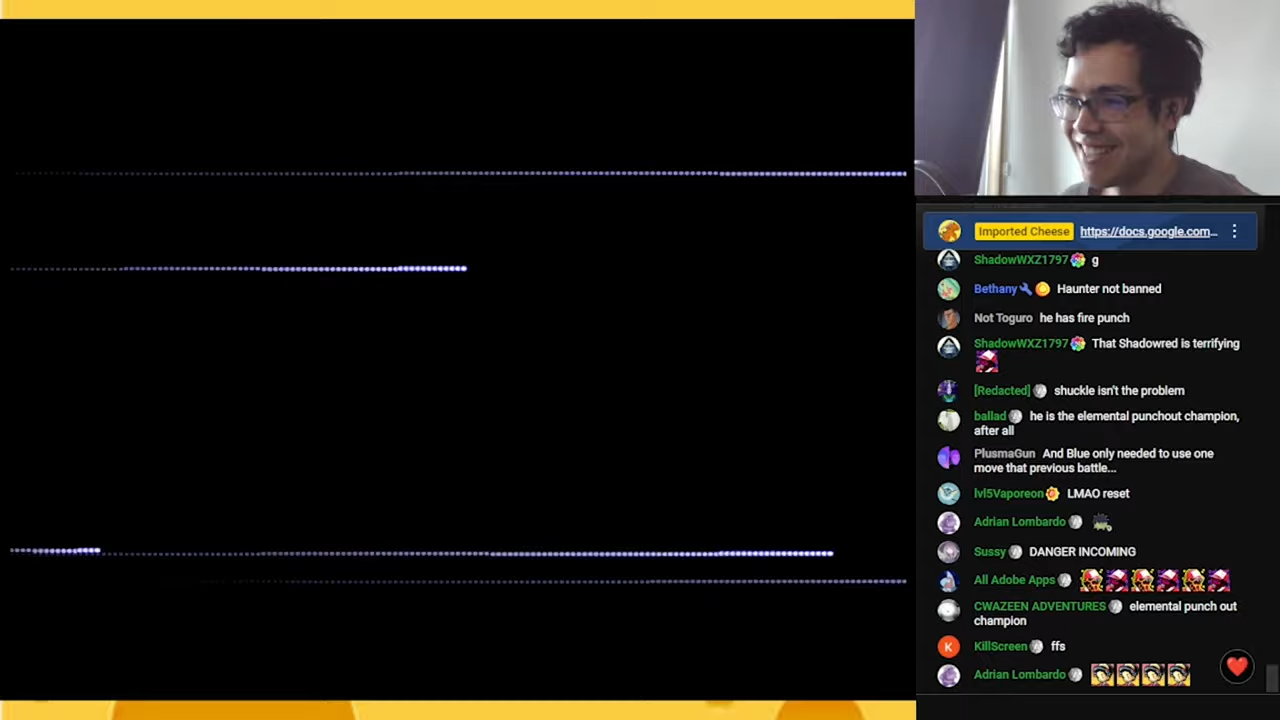 Imported Cheese https://docs.google.com...
ShadowWXZ1797 g
Bethany Haunter not banned
Not Toguro he has fire punch
ShadowWXZ1797 That Shadowred is terrifying
[Redacted] shuckle isn't the problem
ballad he is the elemental punchout champion,
after all
PlusmaGun And Blue only needed to use one
move that previous battle...
lvl5Vaporeon LMAO reset
Adrian Lombardo
Sussy DANGER INCOMING
All Adobe Apps
CWAZEEN ADVENTURES elemental punch out
champion
K KillScreen ffs
Adrian Lombardo